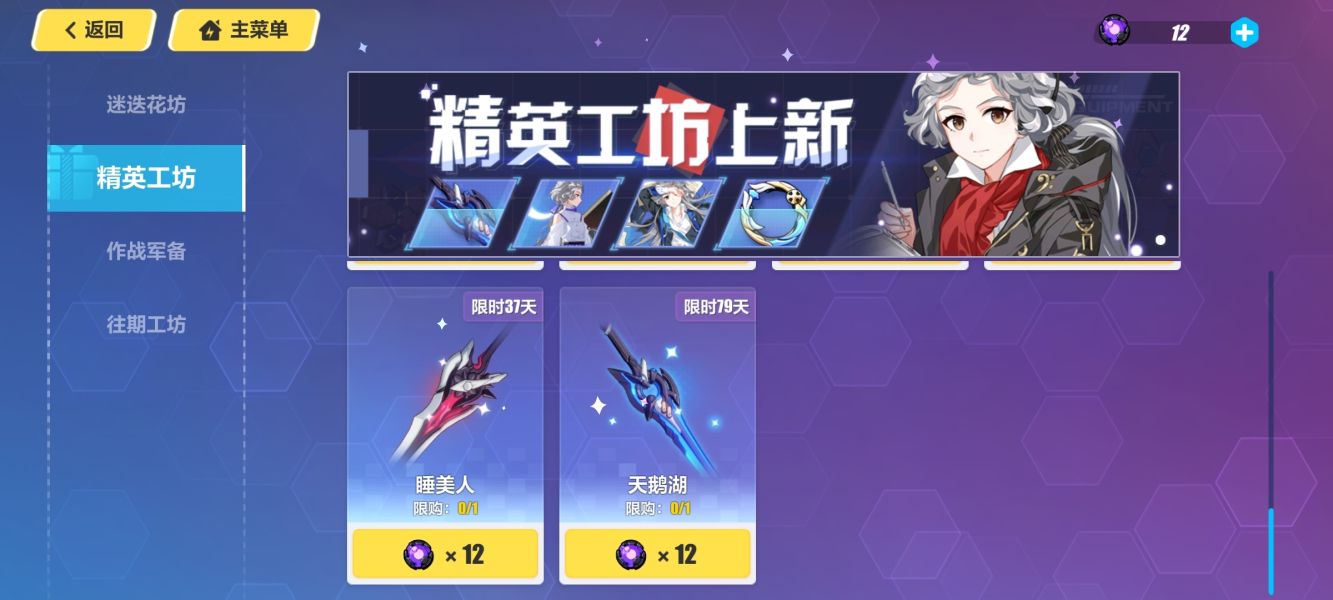 返回
主菜单
12
迷迭花坊
精英工坊
作战军备
往期工坊
精英工坊上新
限时37天
限时79天
睡美人
限购：0/1
× 12
天鹅湖
限购：0/1
× 12